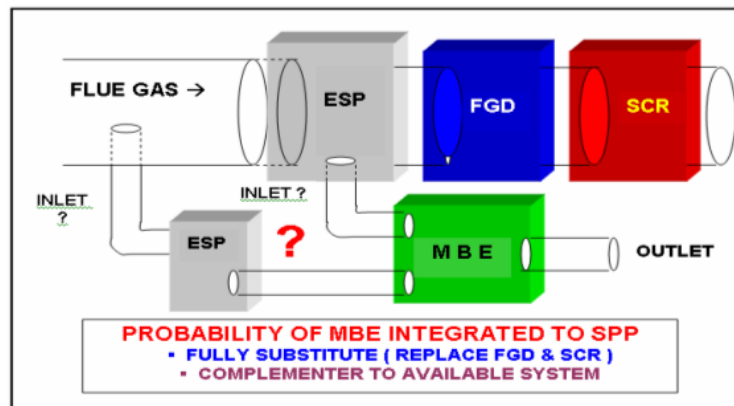 FLUE GAS →
ESP
FGD
SCR
INLET ?
INLET
?
ESP
?
M B E
OUTLET
PROBABILITY OF MBE INTEGRATED TO SPP
▪ FULLY SUBSTITUTE ( REPLACE FGD & SCR )
▪ COMPLEMENTER TO AVAILABLE SYSTEM